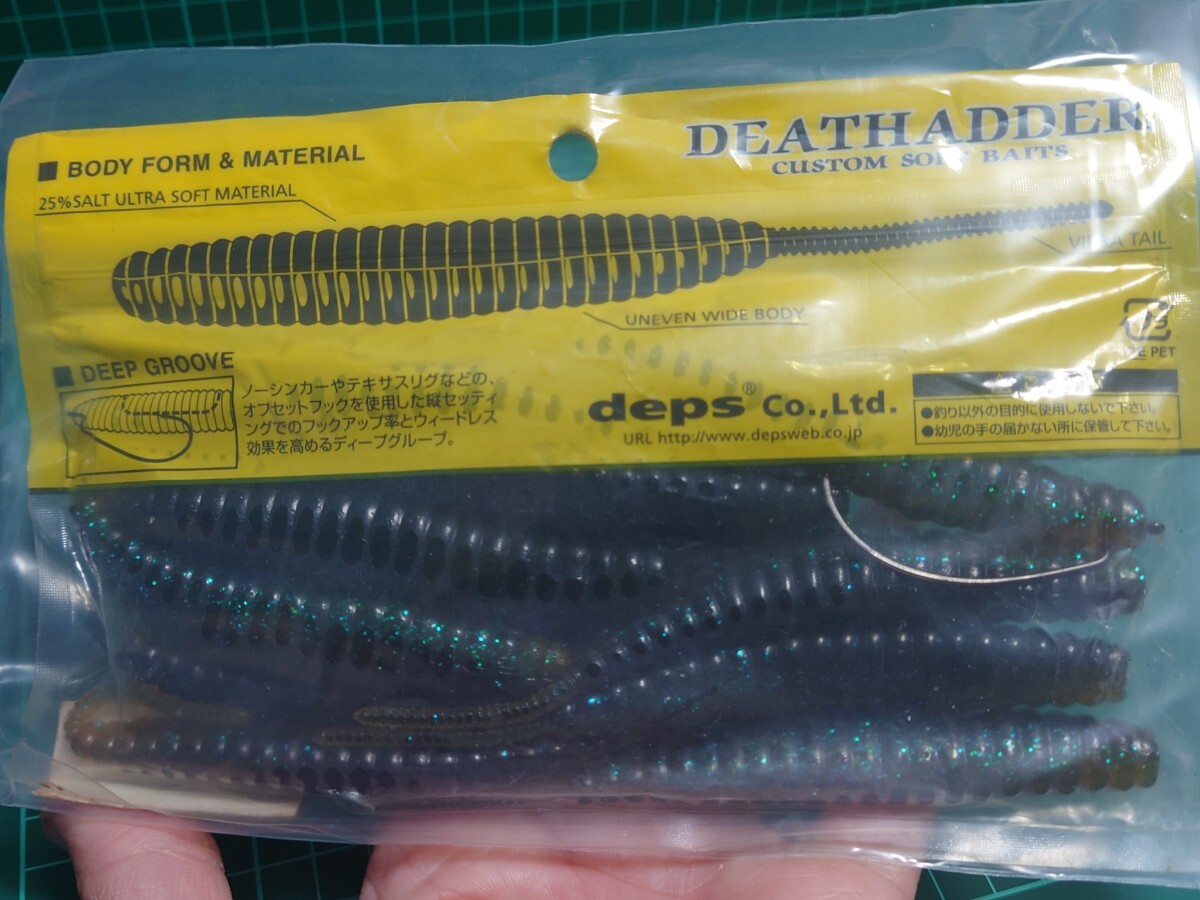 DEATHADDER
CUSTOM SOFT BAITS
■ BODY FORM & MATERIAL
25%SALT ULTRA SOFT MATERIAL
VIBRA TAIL
UNEVEN WIDE BODY
■ DEEP GROOVE
ノーシンカーやテキサスリグなどの、
オフセットフックを使用した縦セッティ
ングでのフックアップ率とウィードレス
効果を高めるディープグルーブ。
deps® Co.,Ltd.
URL http://www.depsweb.co.jp
PET
●釣り以外の目的に使用しないで下さい。
●幼児の手の届かない所に保管して下さい。